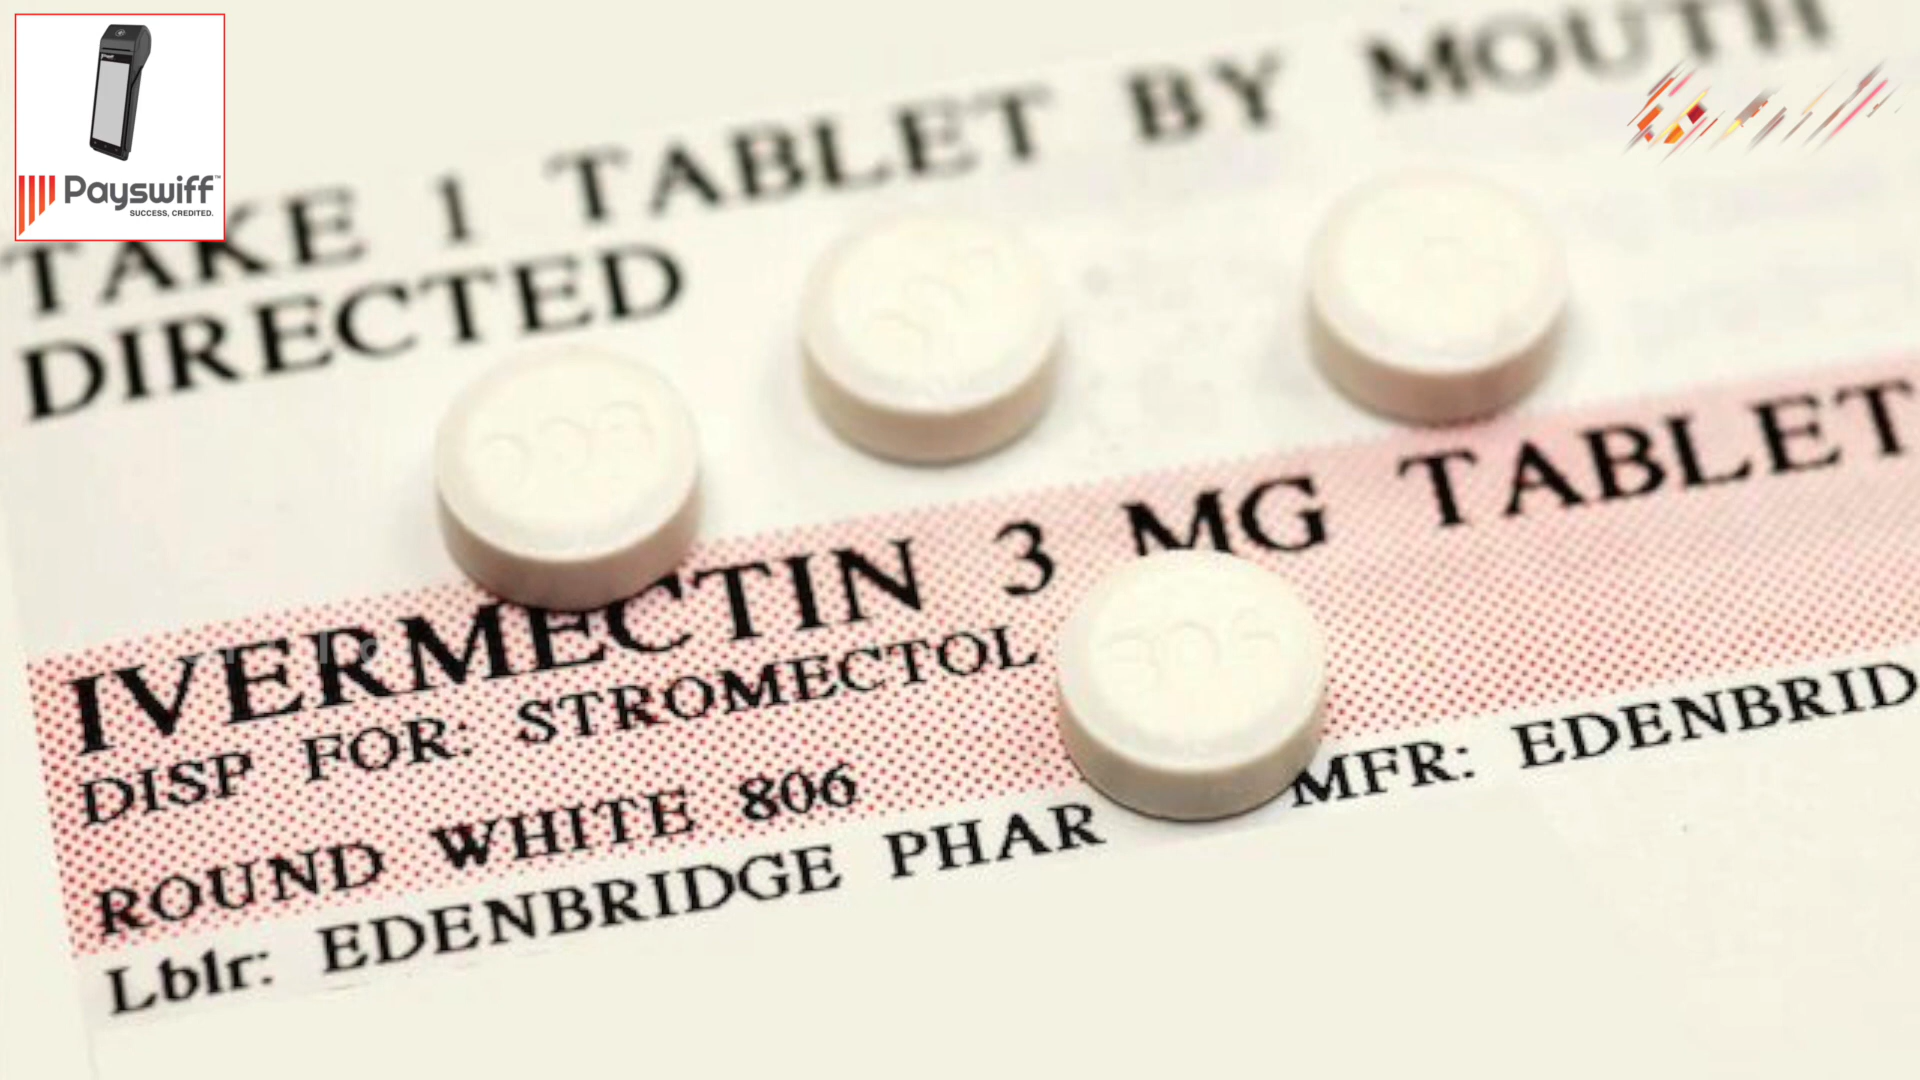 Payswiff™
SUCCESS, CREDITED.
TAKE 1 TABLET BY MOUTH
DIRECTED
IVERMECTIN 3 MG TABLET
DISP FOR: STROMECTOL
ROUND WHITE 806
Lblr: EDENBRIDGE PHAR MFR: EDENBRID